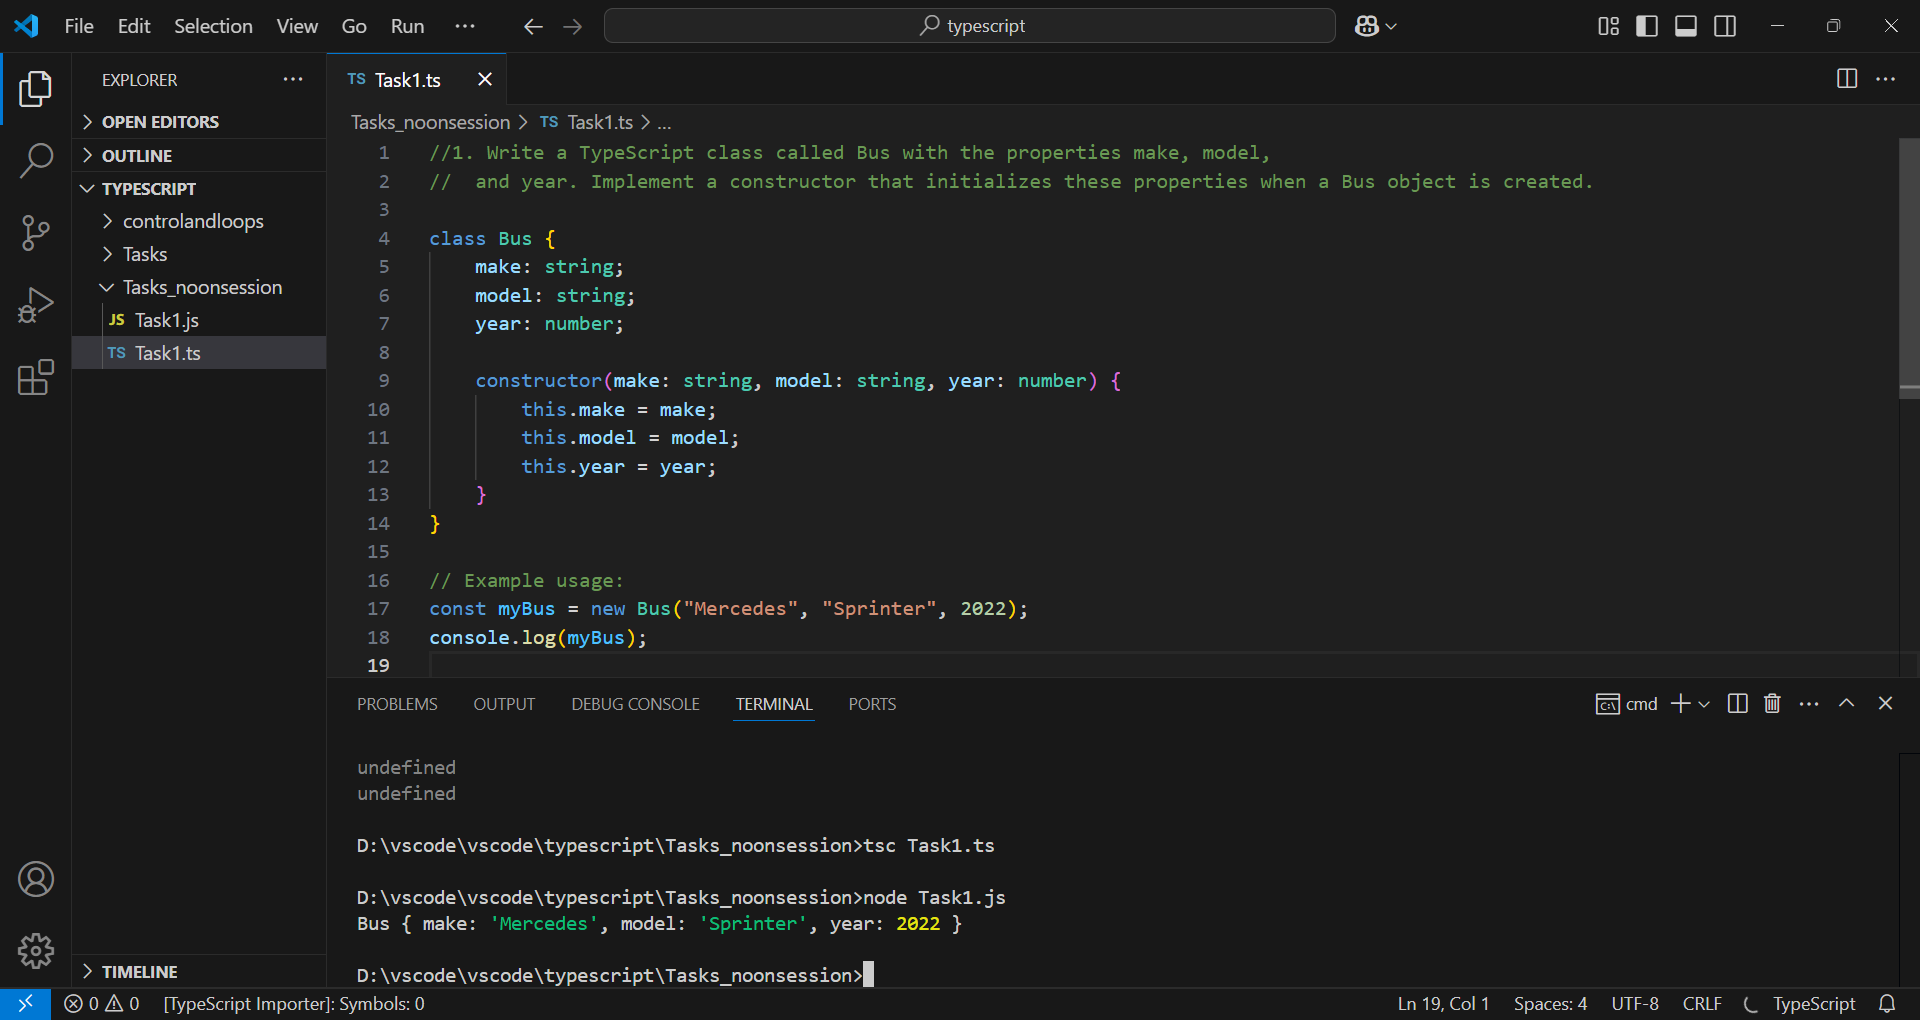 File Edit Selection View Go Run ···
typescript
EXPLORER ···
OPEN EDITORS
OUTLINE
TYPESCRIPT
controlandloops
Tasks
Tasks_noonsession
JS Task1.js
TS Task1.ts
TIMELINE
TS Task1.ts
Tasks_noonsession > TS Task1.ts > ...
1 //1. Write a TypeScript class called Bus with the properties make, model,
2 //  and year. Implement a constructor that initializes these properties when a Bus object is created.
3
4 class Bus {
5     make: string;
6     model: string;
7     year: number;
8
9     constructor(make: string, model: string, year: number) {
10         this.make = make;
11         this.model = model;
12         this.year = year;
13     }
14 }
15
16 // Example usage:
17 const myBus = new Bus("Mercedes", "Sprinter", 2022);
18 console.log(myBus);
19
PROBLEMS OUTPUT DEBUG CONSOLE TERMINAL PORTS
cmd
undefined
undefined
D:\vscode\vscode\typescript\Tasks_noonsession>tsc Task1.ts
D:\vscode\vscode\typescript\Tasks_noonsession>node Task1.js
Bus { make: 'Mercedes', model: 'Sprinter', year: 2022 }
D:\vscode\vscode\typescript\Tasks_noonsession>
0 0 [TypeScript Importer]: Symbols: 0
Ln 19, Col 1 Spaces: 4 UTF-8 CRLF TypeScript